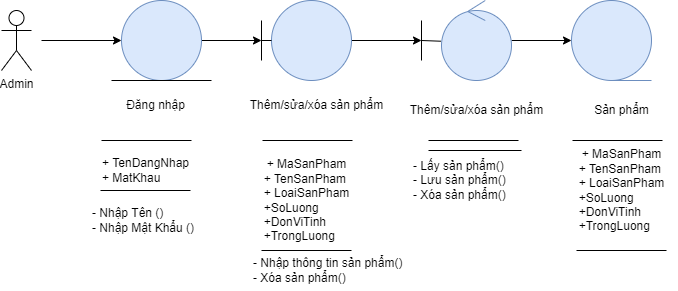 Admin
Đăng nhập
+ TenDangNhap
+ MatKhau
- Nhập Tên ()
- Nhập Mật Khẩu ()
Thêm/sửa/xóa sản phẩm
+ MaSanPham
+ TenSanPham
+ LoaiSanPham
+SoLuong
+DonViTinh
+TrongLuong
- Nhập thông tin sản phẩm()
- Xóa sản phẩm()
Thêm/sửa/xóa sản phẩm
- Lấy sản phẩm()
- Lưu sản phẩm()
- Xóa sản phẩm()
Sản phẩm
+ MaSanPham
+ TenSanPham
+ LoaiSanPham
+SoLuong
+DonViTinh
+TrongLuong